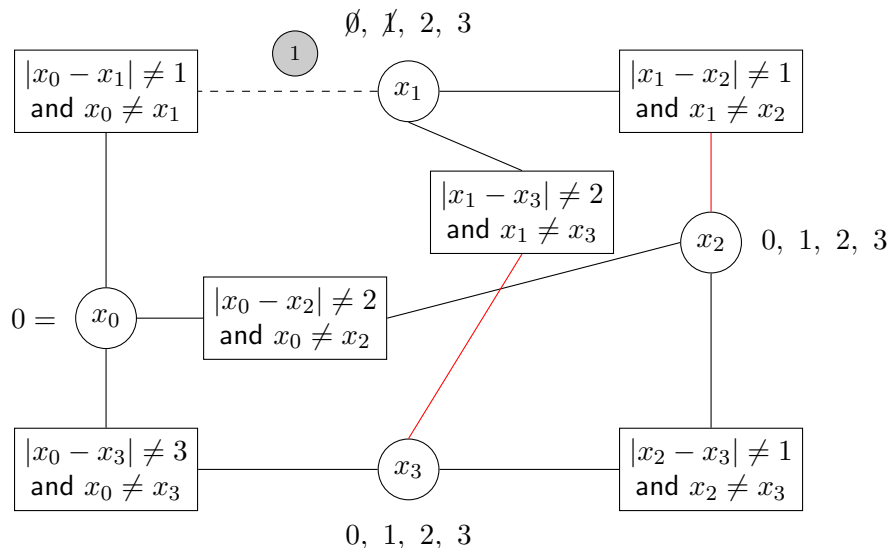 0̸, 1̸, 2, 3
1
|x₀ − x₁| ≠ 1
and x₀ ≠ x₁
x₁
|x₁ − x₂| ≠ 1
and x₁ ≠ x₂
|x₁ − x₃| ≠ 2
and x₁ ≠ x₃
x₂
0, 1, 2, 3
0 =
x₀
|x₀ − x₂| ≠ 2
and x₀ ≠ x₂
|x₀ − x₃| ≠ 3
and x₀ ≠ x₃
x₃
|x₂ − x₃| ≠ 1
and x₂ ≠ x₃
0, 1, 2, 3